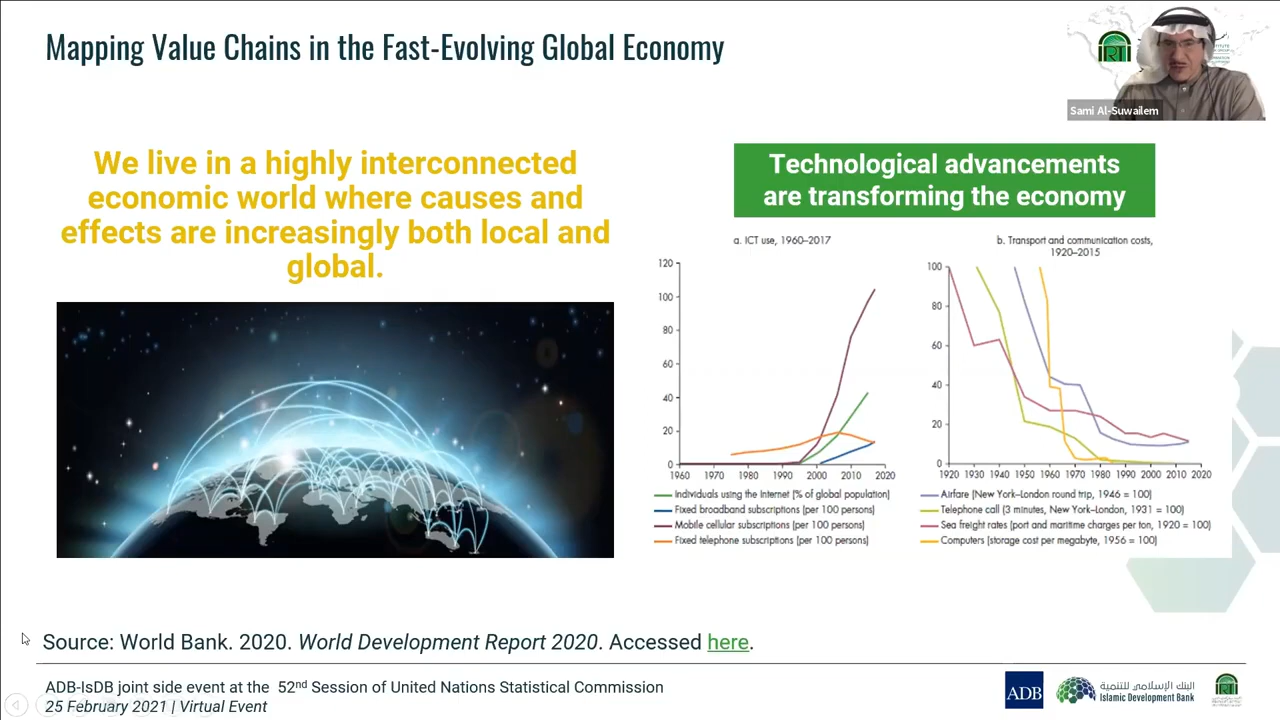 Mapping Value Chains in the Fast-Evolving Global Economy
IRTI
Sami Al-Suwailem
We live in a highly interconnected
economic world where causes and
effects are increasingly both local and
global.
Technological advancements
are transforming the economy
a. ICT use, 1960–2017
120
100
80
60
40
20
0
1960 1970 1980 1990 2000 2010 2020
Individuals using the Internet (% of global population)
Fixed broadband subscriptions (per 100 persons)
Mobile cellular subscriptions (per 100 persons)
Fixed telephone subscriptions (per 100 persons)
b. Transport and communication costs,
1920–2015
100
80
60
40
20
0
1920 1930 1940 1950 1960 1970 1980 1990 2000 2010 2020
Airfare (New York–London round trip, 1946 = 100)
Telephone call (3 minutes, New York–London, 1931 = 100)
Sea freight rates (port and maritime charges per ton, 1920 = 100)
Computers (storage cost per megabyte, 1956 = 100)
Source: World Bank. 2020. World Development Report 2020. Accessed here.
ADB-IsDB joint side event at the 52nd Session of United Nations Statistical Commission
25 February 2021 | Virtual Event
ADB
البنك الإسلامي للتنمية
Islamic Development Bank